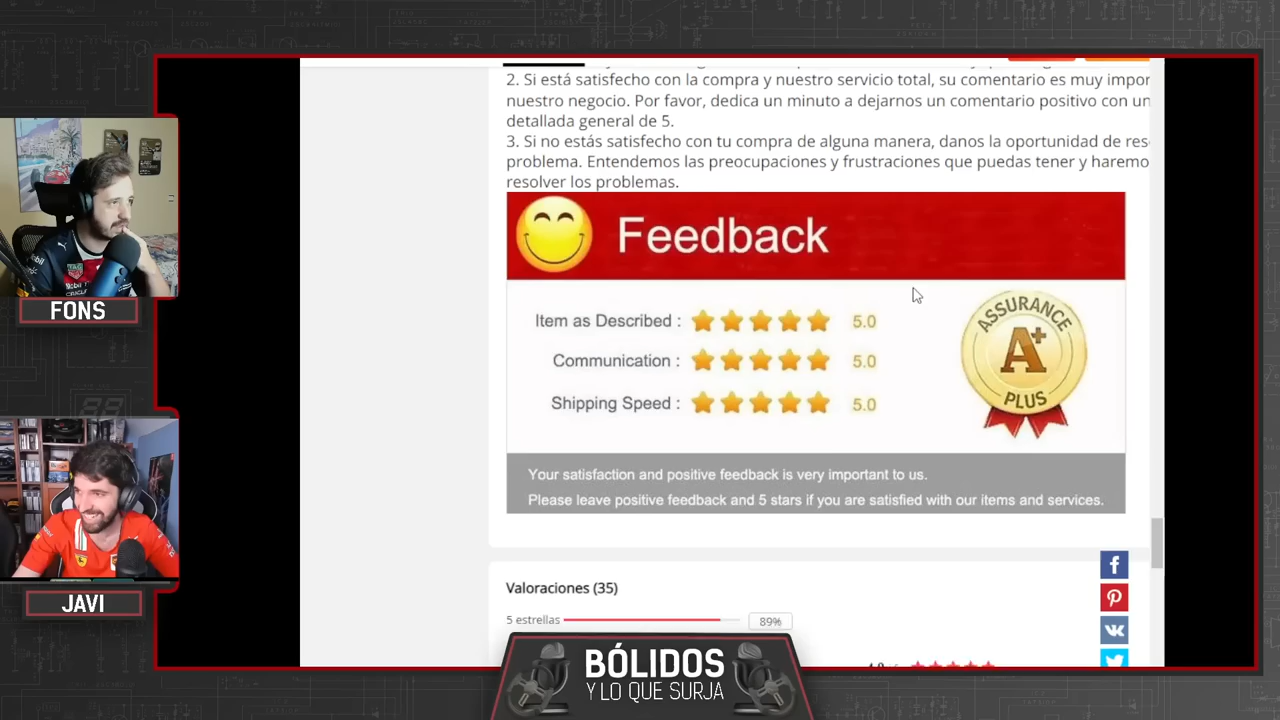 2. Si está satisfecho con la compra y nuestro servicio total, su comentario es muy
nuestro negocio. Por favor, dedica un minuto a dejarnos un comentario positivo con
detallada general de 5.
3. Si no estás satisfecho con tu compra de alguna manera, danos la oportunidad de
problema. Entendemos las preocupaciones y frustraciones que puedas tener y
resolver los problemas.
Feedback
Item as Described : 5.0
Communication : 5.0
Shipping Speed : 5.0
ASSURANCE
A+
PLUS
Your satisfaction and positive feedback is very important to us.
Please leave positive feedback and 5 stars if you are satisfied with our items and services.
Valoraciones (35)
5 estrellas 89%
FONS
JAVI
BÓLIDOS
Y LO QUE SURJA